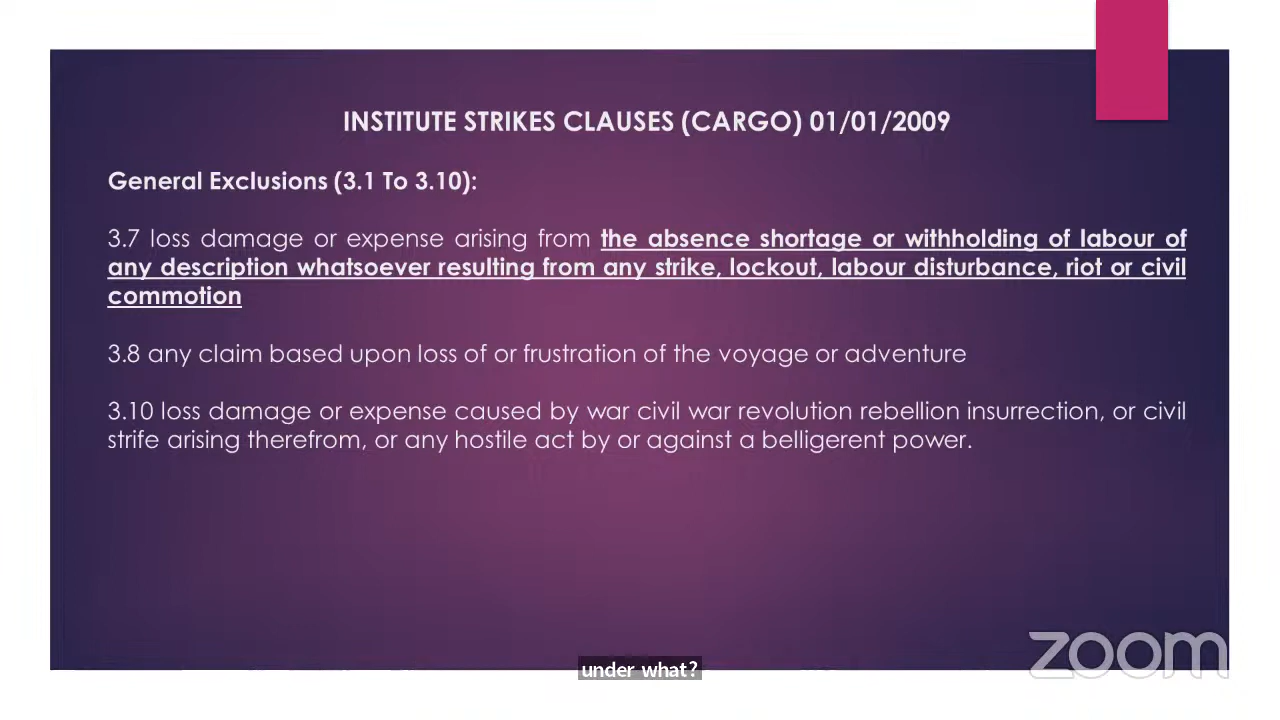 INSTITUTE STRIKES CLAUSES (CARGO) 01/01/2009
General Exclusions (3.1 To 3.10):
3.7 loss damage or expense arising from the absence shortage or withholding of labour of
any description whatsoever resulting from any strike, lockout, labour disturbance, riot or civil
commotion
3.8 any claim based upon loss of or frustration of the voyage or adventure
3.10 loss damage or expense caused by war civil war revolution rebellion insurrection, or civil
strife arising therefrom, or any hostile act by or against a belligerent power.
zoom
under what?